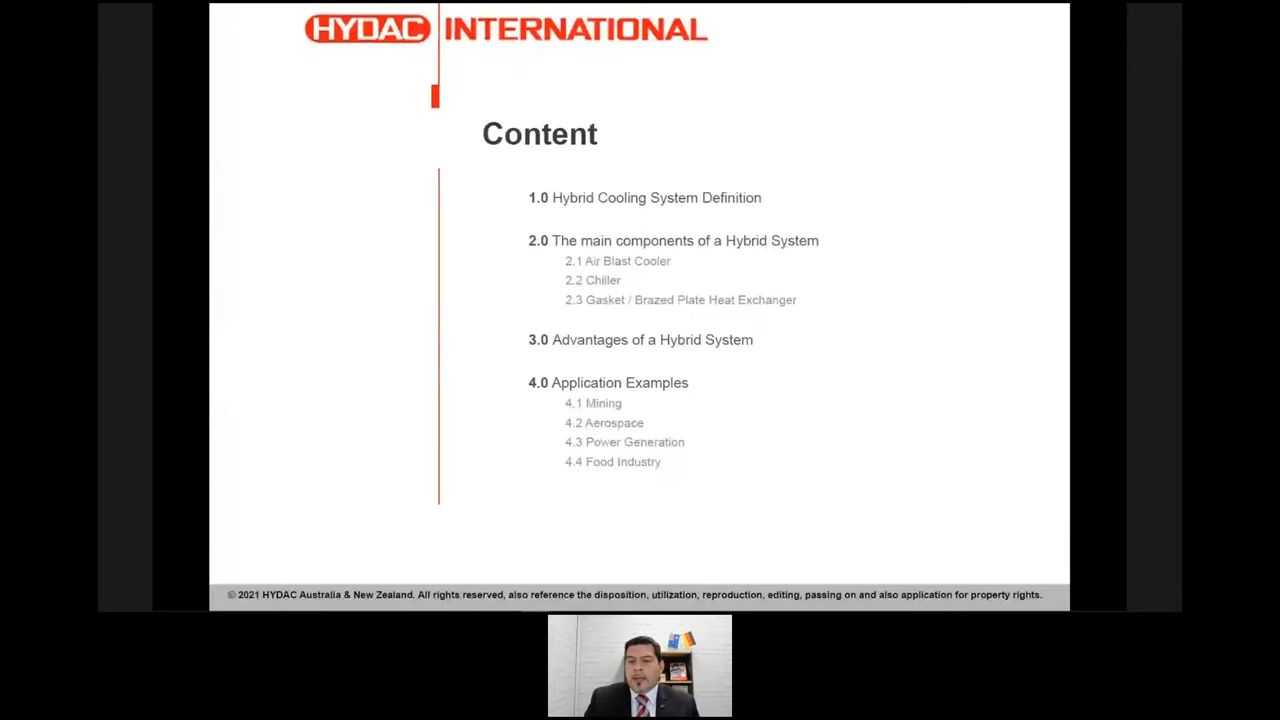 HYDAC INTERNATIONAL
Content
1.0 Hybrid Cooling System Definition
2.0 The main components of a Hybrid System
2.1 Air Blast Cooler
2.2 Chiller
2.3 Gasket / Brazed Plate Heat Exchanger
3.0 Advantages of a Hybrid System
4.0 Application Examples
4.1 Mining
4.2 Aerospace
4.3 Power Generation
4.4 Food Industry
© 2021 HYDAC Australia & New Zealand. All rights reserved, also reference the disposition, utilization, reproduction, editing, passing on and also application for property rights.